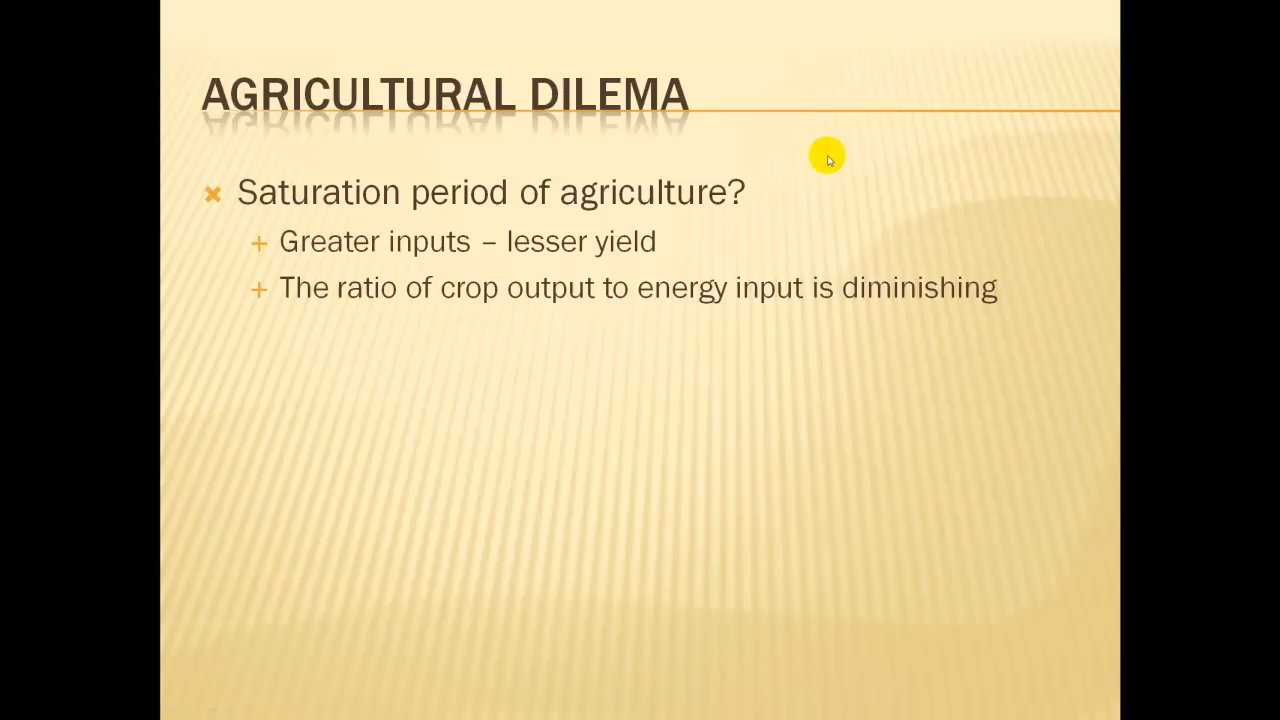 AGRICULTURAL DILEMA
Saturation period of agriculture?
Greater inputs – lesser yield
The ratio of crop output to energy input is diminishing